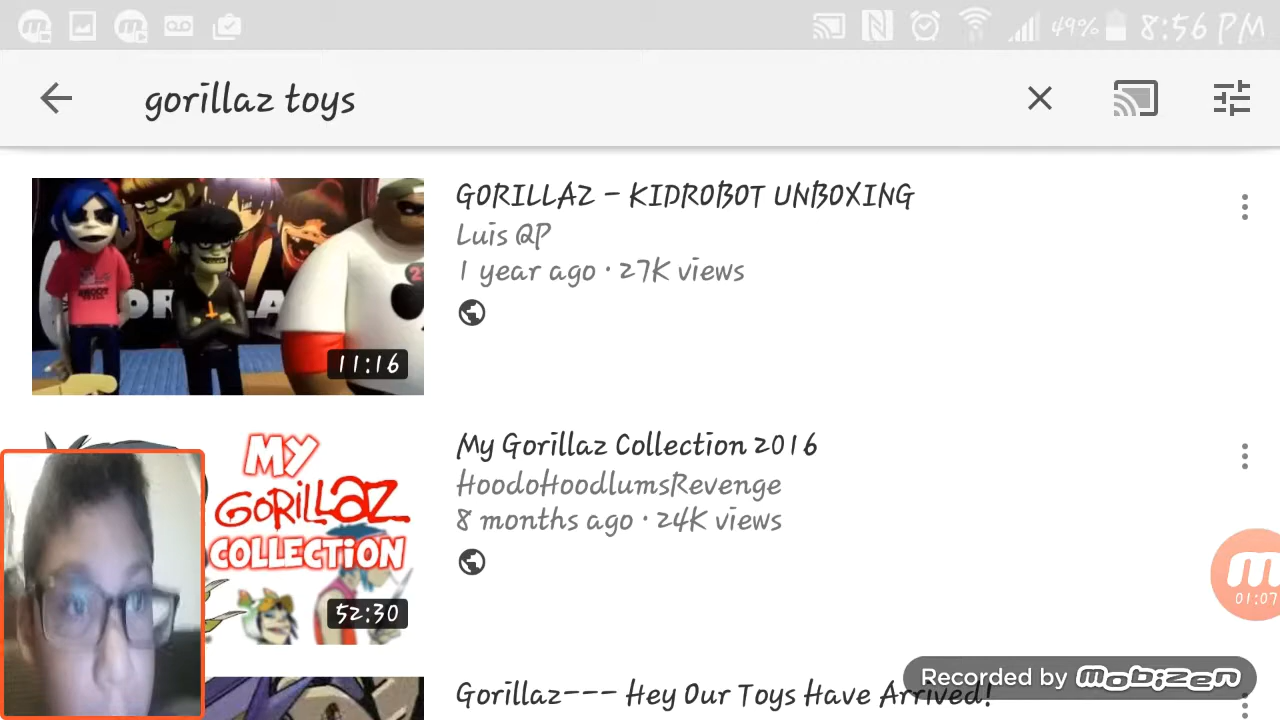 49% 8:56 PM
gorillaz toys
GORILLAZ - KIDROBOT UNBOXING
Luis QP
1 year ago · 27K views
11:16
My Gorillaz Collection 2016
HoodoHoodlumsRevenge
8 months ago · 24K views
MY
GORILLAZ
COLLECTION
52:30
01:07
Recorded by mobizen
Gorillaz--- Hey Our Toys Have Arrived!